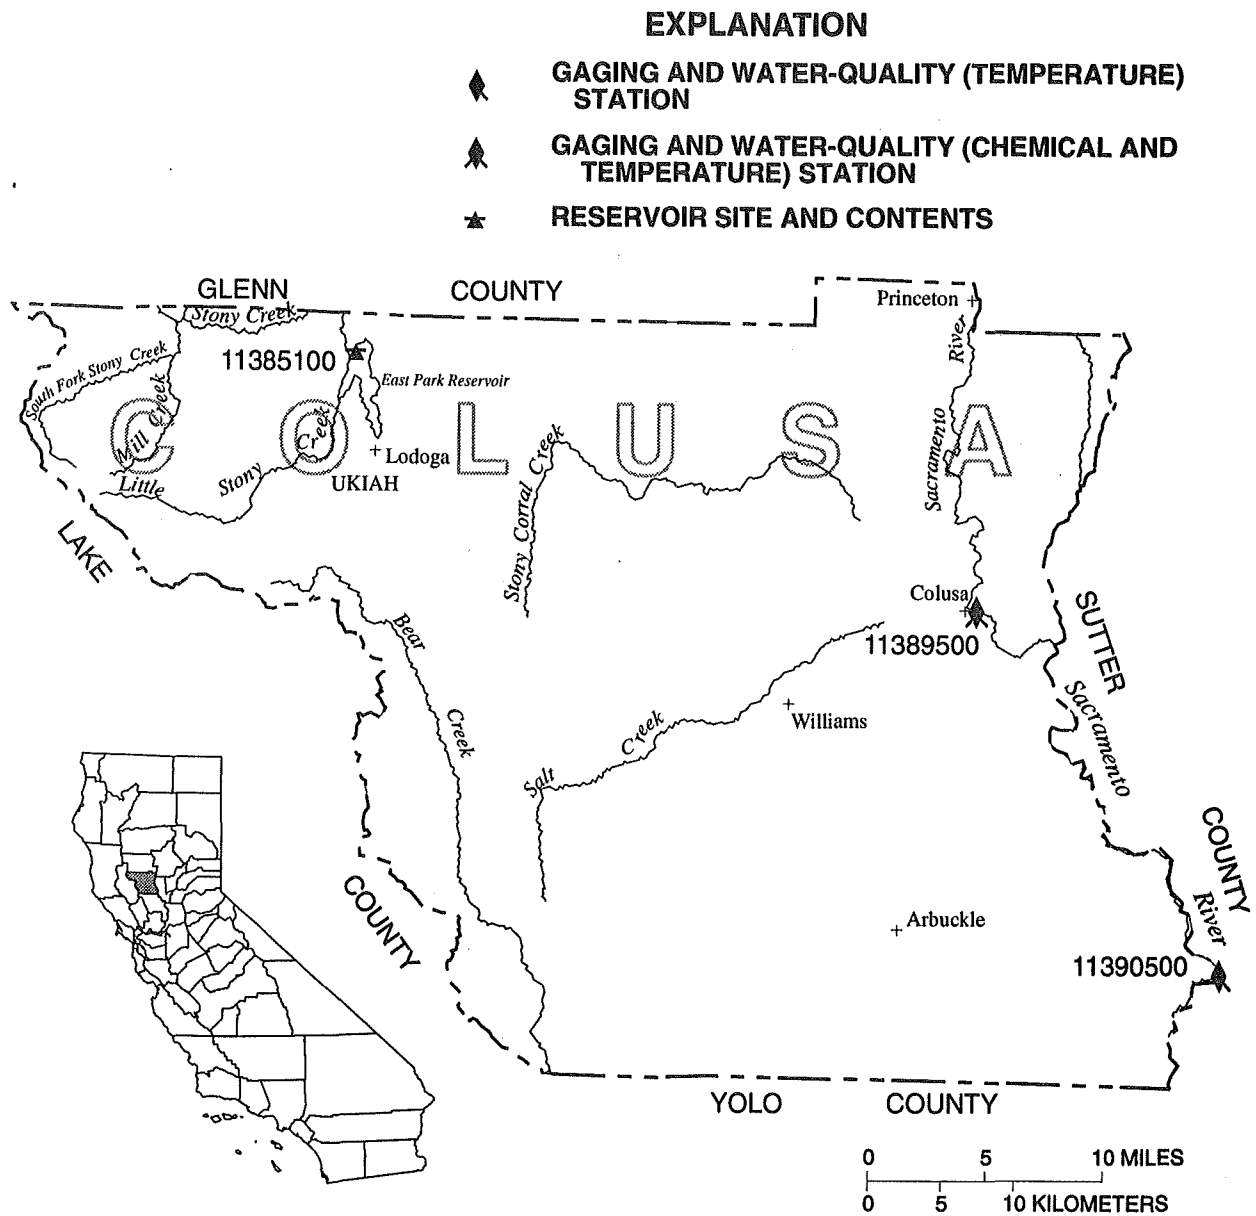 EXPLANATION
GAGING AND WATER-QUALITY (TEMPERATURE)
STATION
GAGING AND WATER-QUALITY (CHEMICAL AND
TEMPERATURE) STATION
RESERVOIR SITE AND CONTENTS
GLENN COUNTY
Princeton
Stony Creek
River
11385100
South Fork Stony Creek
East Park Reservoir
Mill Creek
COLUSA
Creek
Lodoga
Sacramento
Little
Stony
UKIAH
Stony Corral Creek
LAKE
Colusa
11389500
SUTTER
Bear
Williams
Creek
Creek
Sacramento
Salt
COUNTY
COUNTY
Arbuckle
River
11390500
YOLO COUNTY
0 5 10 MILES
0 5 10 KILOMETERS